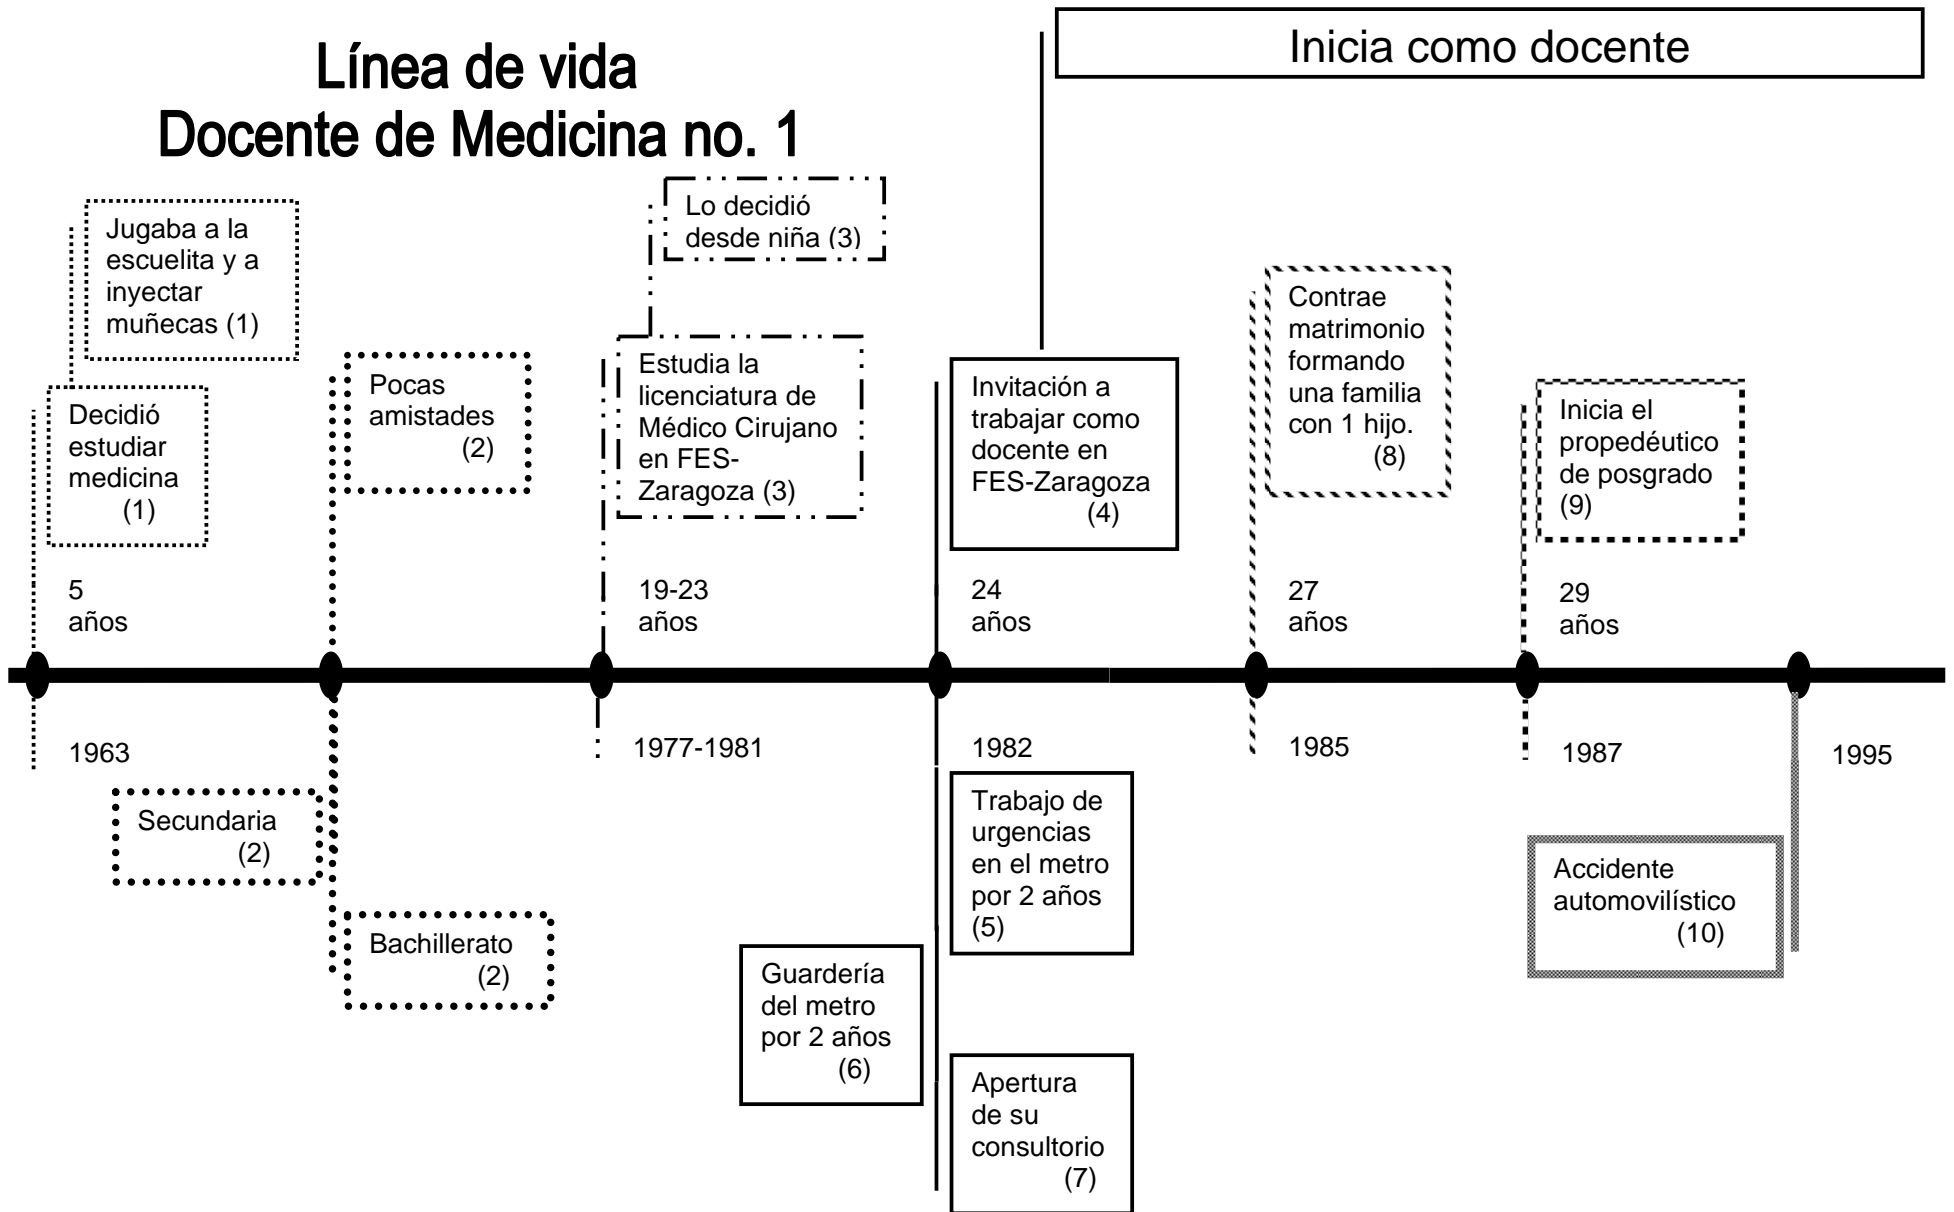 Línea de vida
Docente de Medicina no. 1
Inicia como docente
Jugaba a la
escuelita y a
inyectar
muñecas (1)
Decidió
estudiar
medicina
(1)
5
años
1963
Pocas
amistades
(2)
Secundaria
(2)
Bachillerato
(2)
Lo decidió
desde niña (3)
Estudia la
licenciatura de
Médico Cirujano
en FES-
Zaragoza (3)
19-23
años
1977-1981
Invitación a
trabajar como
docente en
FES-Zaragoza
(4)
24
años
1982
Trabajo de
urgencias
en el metro
por 2 años
(5)
Guardería
del metro
por 2 años
(6)
Apertura
de su
consultorio
(7)
Contrae
matrimonio
formando
una familia
con 1 hijo.
(8)
27
años
1985
Inicia el
propedéutico
de posgrado
(9)
29
años
1987
1995
Accidente
automovilístico
(10)